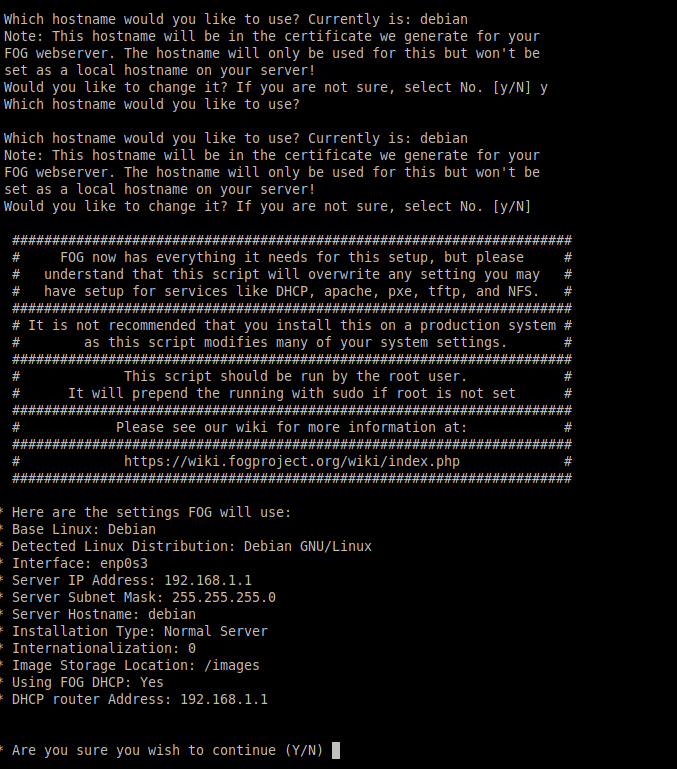 Which hostname would you like to use? Currently is: debian
Note: This hostname will be in the certificate we generate for your
FOG webserver. The hostname will only be used for this but won't be
set as a local hostname on your server!
Would you like to change it? If you are not sure, select No. [y/N] y
Which hostname would you like to use?
Which hostname would you like to use? Currently is: debian
Note: This hostname will be in the certificate we generate for your
FOG webserver. The hostname will only be used for this but won't be
set as a local hostname on your server!
Would you like to change it? If you are not sure, select No. [y/N]
######################################################################
#     FOG now has everything it needs for this setup, but please     #
#   understand that this script will overwrite any setting you may   #
#   have setup for services like DHCP, apache, pxe, tftp, and NFS.   #
######################################################################
# It is not recommended that you install this on a production system #
#        as this script modifies many of your system settings.       #
######################################################################
#             This script should be run by the root user.            #
#      It will prepend the running with sudo if root is not set      #
######################################################################
#            Please see our wiki for more information at:            #
######################################################################
#             https://wiki.fogproject.org/wiki/index.php             #
######################################################################
* Here are the settings FOG will use:
* Base Linux: Debian
* Detected Linux Distribution: Debian GNU/Linux
* Interface: enp0s3
* Server IP Address: 192.168.1.1
* Server Subnet Mask: 255.255.255.0
* Server Hostname: debian
* Installation Type: Normal Server
* Internationalization: 0
* Image Storage Location: /images
* Using FOG DHCP: Yes
* DHCP router Address: 192.168.1.1
* Are you sure you wish to continue (Y/N)